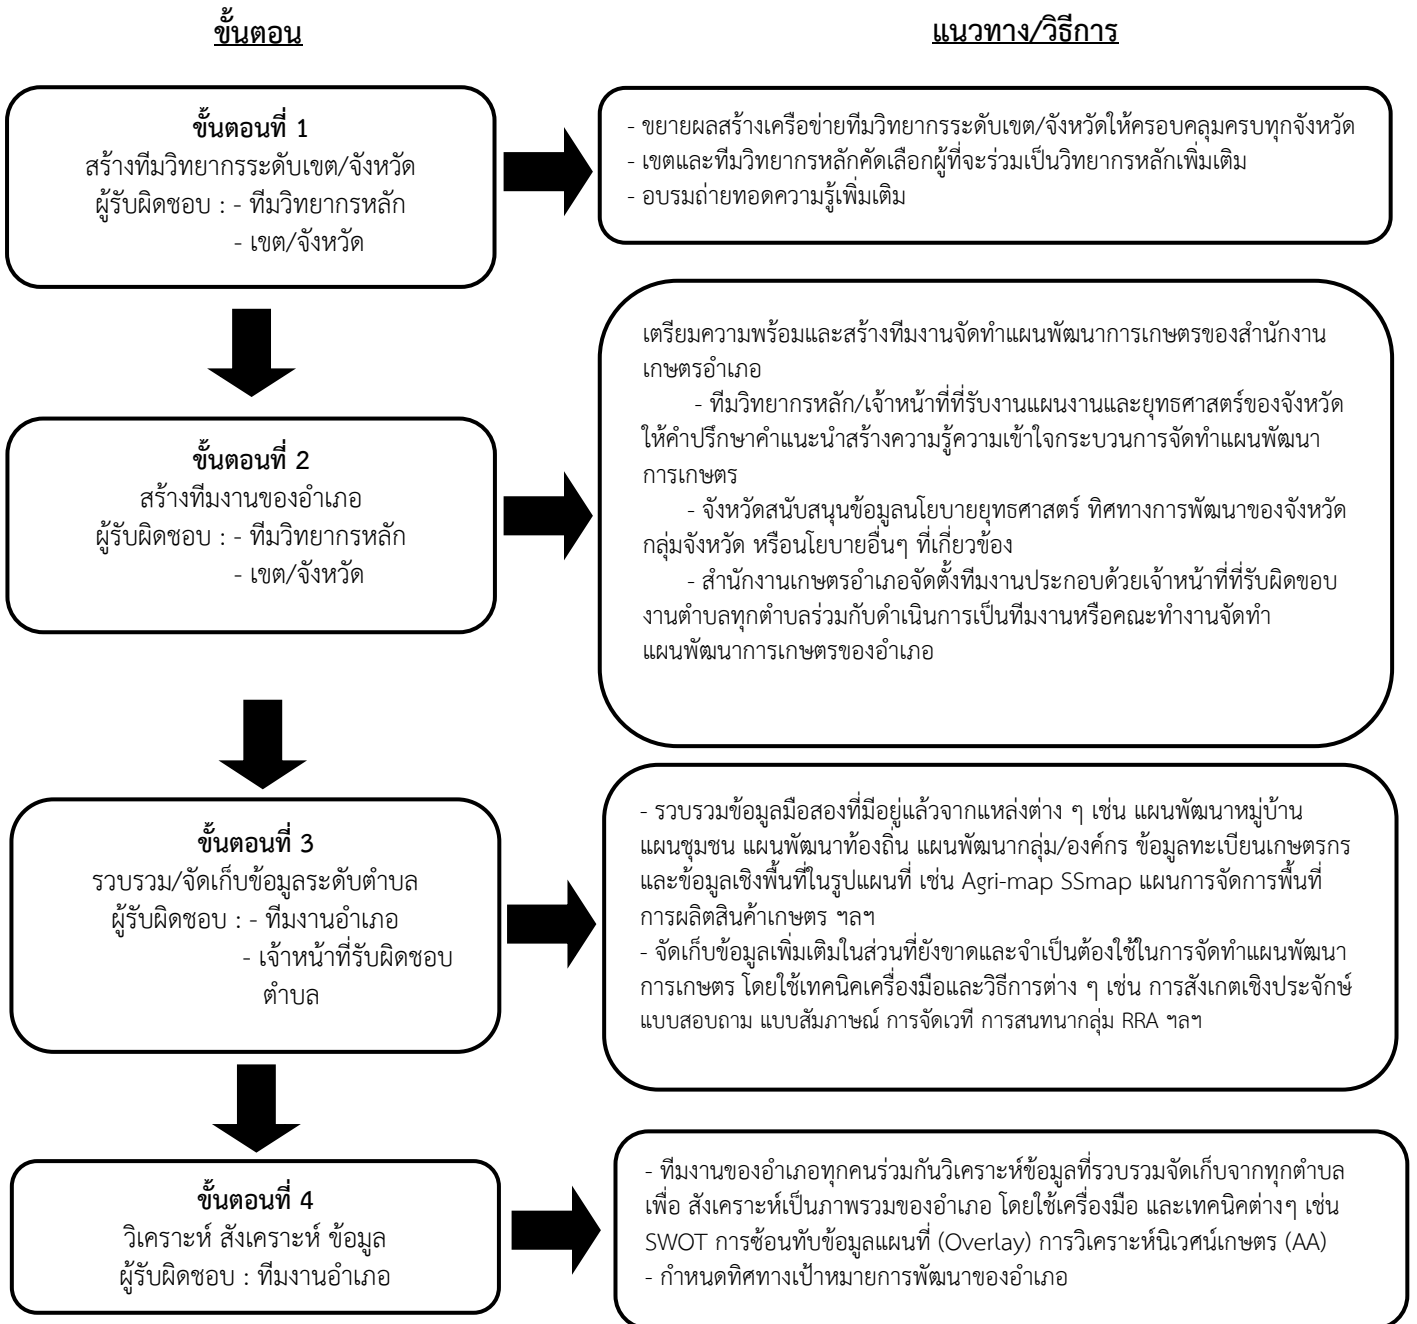 ขั้นตอน
แนวทาง/วิธีการ
ขั้นตอนที่ 1
สร้างทีมวิทยากรระดับเขต/จังหวัด
ผู้รับผิดชอบ : - ทีมวิทยากรหลัก
- เขต/จังหวัด
- ขยายผลสร้างเครือข่ายทีมวิทยากรระดับเขต/จังหวัดให้ครอบคลุมครบทุกจังหวัด
- เขตและทีมวิทยากรหลักคัดเลือกผู้ที่จะร่วมเป็นวิทยากรหลักเพิ่มเติม
- อบรมถ่ายทอดความรู้เพิ่มเติม
ขั้นตอนที่ 2
สร้างทีมงานของอำเภอ
ผู้รับผิดชอบ : - ทีมวิทยากรหลัก
- เขต/จังหวัด
เตรียมความพร้อมและสร้างทีมงานจัดทำแผนพัฒนาการเกษตรของสำนักงาน
เกษตรอำเภอ
- ทีมวิทยากรหลัก/เจ้าหน้าที่ที่รับงานแผนงานและยุทธศาสตร์ของจังหวัด
ให้คำปรึกษาคำแนะนำสร้างความรู้ความเข้าใจกระบวนการจัดทำแผนพัฒนา
การเกษตร
- จังหวัดสนับสนุนข้อมูลนโยบายยุทธศาสตร์ ทิศทางการพัฒนาของจังหวัด
กลุ่มจังหวัด หรือนโยบายอื่นๆ ที่เกี่ยวข้อง
- สำนักงานเกษตรอำเภอจัดตั้งทีมงานประกอบด้วยเจ้าหน้าที่ที่รับผิดขอบ
งานตำบลทุกตำบลร่วมกับดำเนินการเป็นทีมงานหรือคณะทำงานจัดทำ
แผนพัฒนาการเกษตรของอำเภอ
ขั้นตอนที่ 3
รวบรวม/จัดเก็บข้อมูลระดับตำบล
ผู้รับผิดชอบ : - ทีมงานอำเภอ
- เจ้าหน้าที่รับผิดชอบ
ตำบล
- รวบรวมข้อมูลมือสองที่มีอยู่แล้วจากแหล่งต่าง ๆ เช่น แผนพัฒนาหมู่บ้าน
แผนชุมชน แผนพัฒนาท้องถิ่น แผนพัฒนากลุ่ม/องค์กร ข้อมูลทะเบียนเกษตรกร
และข้อมูลเชิงพื้นที่ในรูปแผนที่ เช่น Agri-map SSmap แผนการจัดการพื้นที่
การผลิตสินค้าเกษตร ฯลฯ
- จัดเก็บข้อมูลเพิ่มเติมในส่วนที่ยังขาดและจำเป็นต้องใช้ในการจัดทำแผนพัฒนา
การเกษตร โดยใช้เทคนิคเครื่องมือและวิธีการต่าง ๆ เช่น การสังเกตเชิงประจักษ์
แบบสอบถาม แบบสัมภาษณ์ การจัดเวที การสนทนากลุ่ม RRA ฯลฯ
ขั้นตอนที่ 4
วิเคราะห์ สังเคราะห์ ข้อมูล
ผู้รับผิดชอบ : ทีมงานอำเภอ
- ทีมงานของอำเภอทุกคนร่วมกันวิเคราะห์ข้อมูลที่รวบรวมจัดเก็บจากทุกตำบล
เพื่อ สังเคราะห์เป็นภาพรวมของอำเภอ โดยใช้เครื่องมือ และเทคนิคต่างๆ เช่น
SWOT การซ้อนทับข้อมูลแผนที่ (Overlay) การวิเคราะห์นิเวศน์เกษตร (AA)
- กำหนดทิศทางเป้าหมายการพัฒนาของอำเภอ